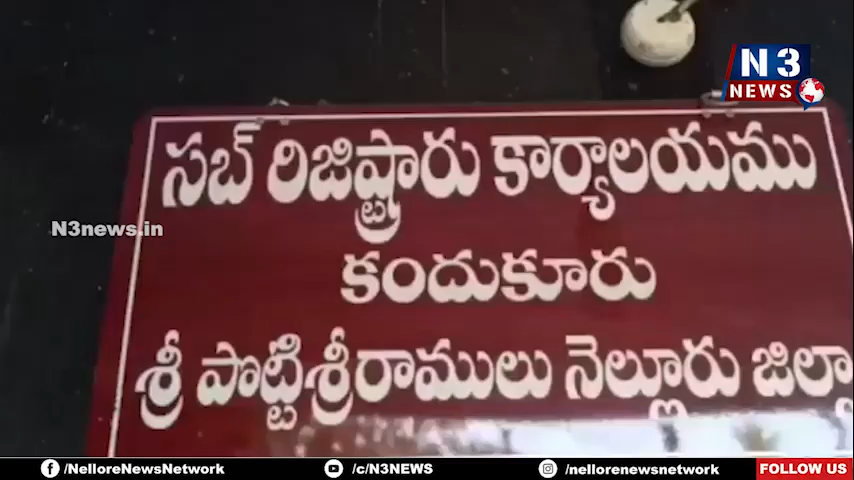 N3
NEWS
సబ్ రిజిష్ట్రారు కార్యాలయము
N3news.in
కందుకూరు
శ్రీ పొట్టిశ్రీరాములు నెల్లూరు జిల్లా
/NelloreNewsNetwork /c/N3NEWS /nellorenewsnetwork FOLLOW US